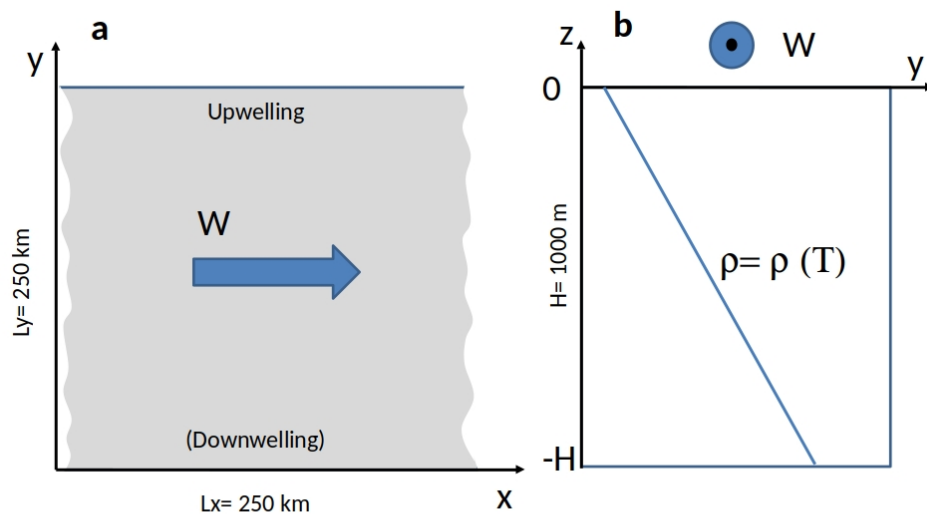 a
y
Upwelling
W
Ly= 250 km
(Downwelling)
Lx= 250 km
x
b
z
W
y
0
H= 1000 m
ρ= ρ (T)
-H